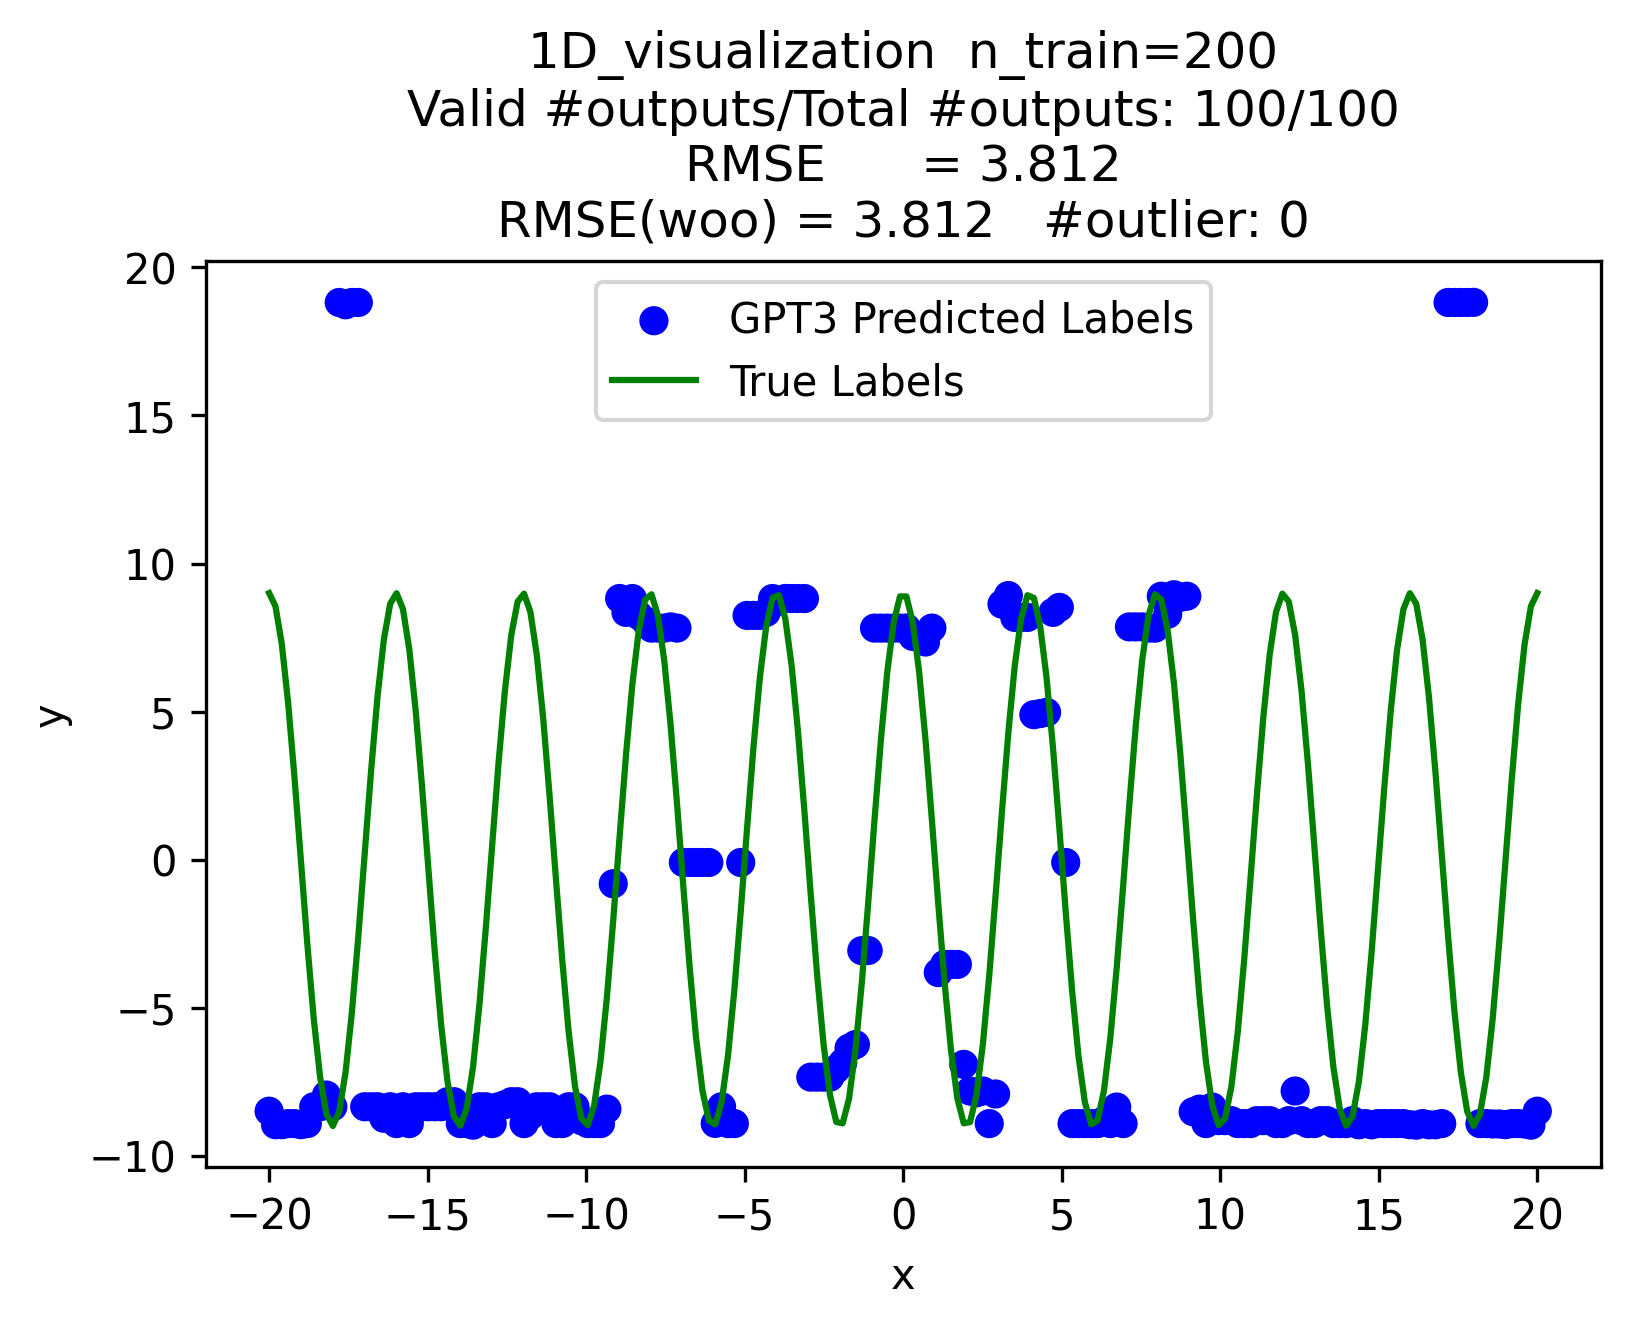 1D_visualization  n_train=200
Valid #outputs/Total #outputs: 100/100
RMSE      = 3.812
RMSE(woo) = 3.812   #outlier: 0
GPT3 Predicted Labels
True Labels
20
15
10
5
0
−5
−10
y
−20 −15 −10 −5 0 5 10 15 20
x